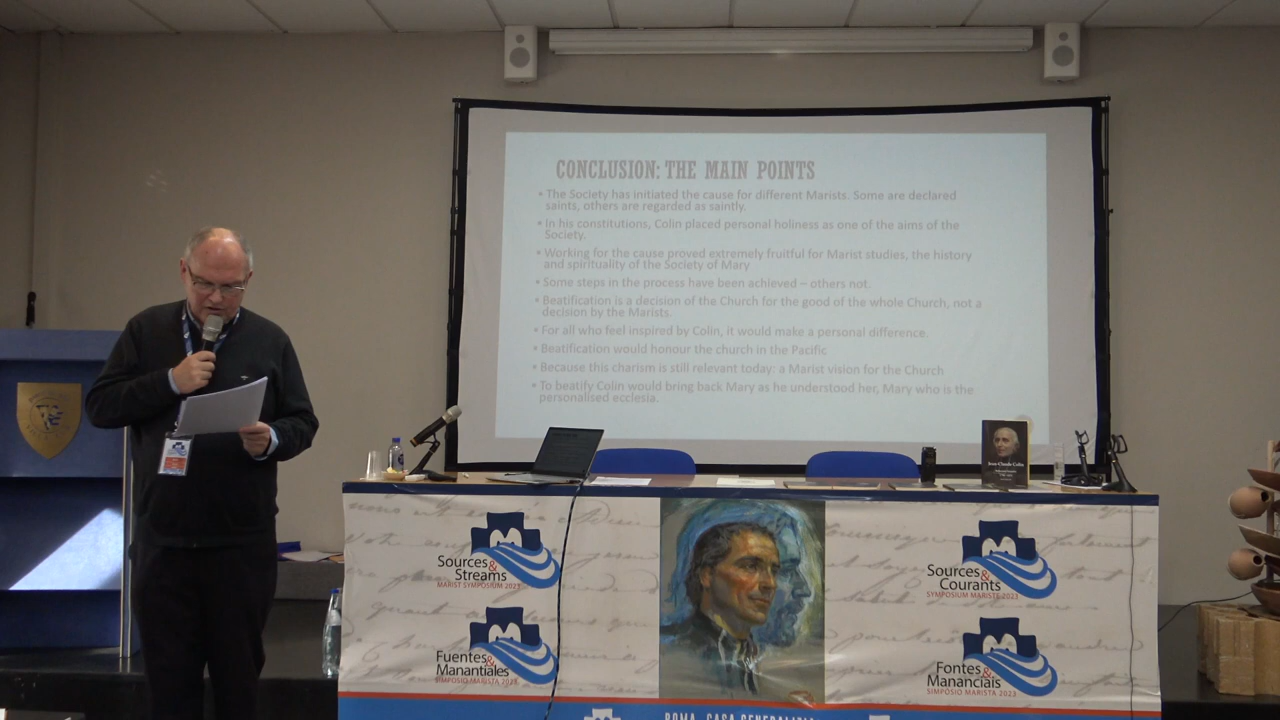 CONCLUSION: THE MAIN POINTS
• The Society has initiated the cause for different Marists. Some are declared
saints, others are regarded as saintly.
• In his constitutions, Colin placed personal holiness as one of the aims of the
Society.
• Working for the cause proved extremely fruitful for Marist studies, the history
and spirituality of the Society of Mary
• Some steps in the process have been achieved – others not.
• Beatification is a decision of the Church for the good of the whole Church, not a
decision by the Marists.
• For all who feel inspired by Colin, it would make a personal difference.
• Beatification would honour the church in the Pacific
• Because this charism is still relevant today: a Marist vision for the Church
• To beatify Colin would bring back Mary as he understood her, Mary who is the
personalised ecclesia.
Jean-Claude Colin
Sources &
Streams
MARIST SYMPOSIUM 2023
Sources &
Courants
SYMPOSIUM MARISTE 2023
Fuentes &
Manantiales
SIMPOSIO MARISTA 2023
Fontes &
Mananciais
SIMPÓSIO MARISTA 2023
ROMA, CASA GENERALIZIA